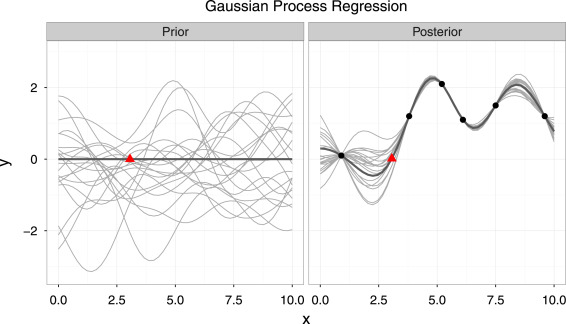 Gaussian Process Regression
Prior
Posterior
y
2
0
−2
0.0 2.5 5.0 7.5 10.0
0.0 2.5 5.0 7.5 10.0
x